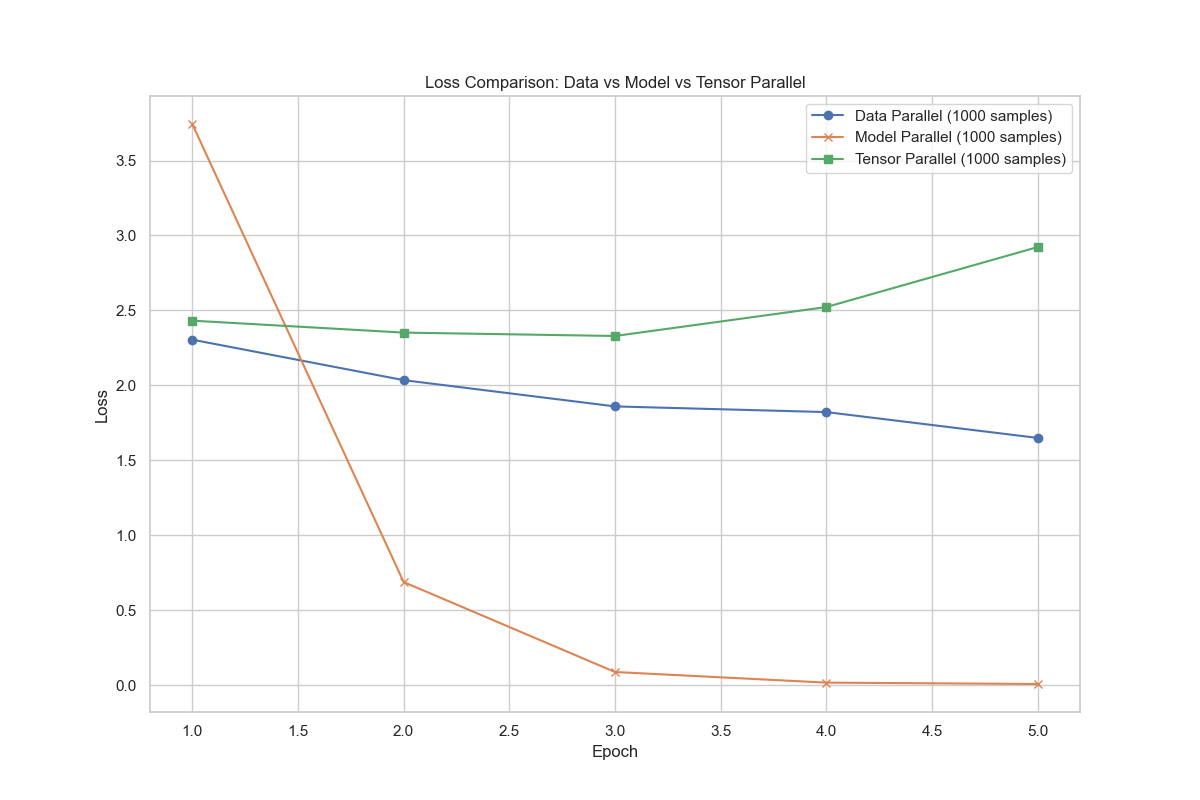 Loss Comparison: Data vs Model vs Tensor Parallel
Data Parallel (1000 samples)
Model Parallel (1000 samples)
Tensor Parallel (1000 samples)
Loss
3.5
3.0
2.5
2.0
1.5
1.0
0.5
0.0
1.0 1.5 2.0 2.5 3.0 3.5 4.0 4.5 5.0
Epoch